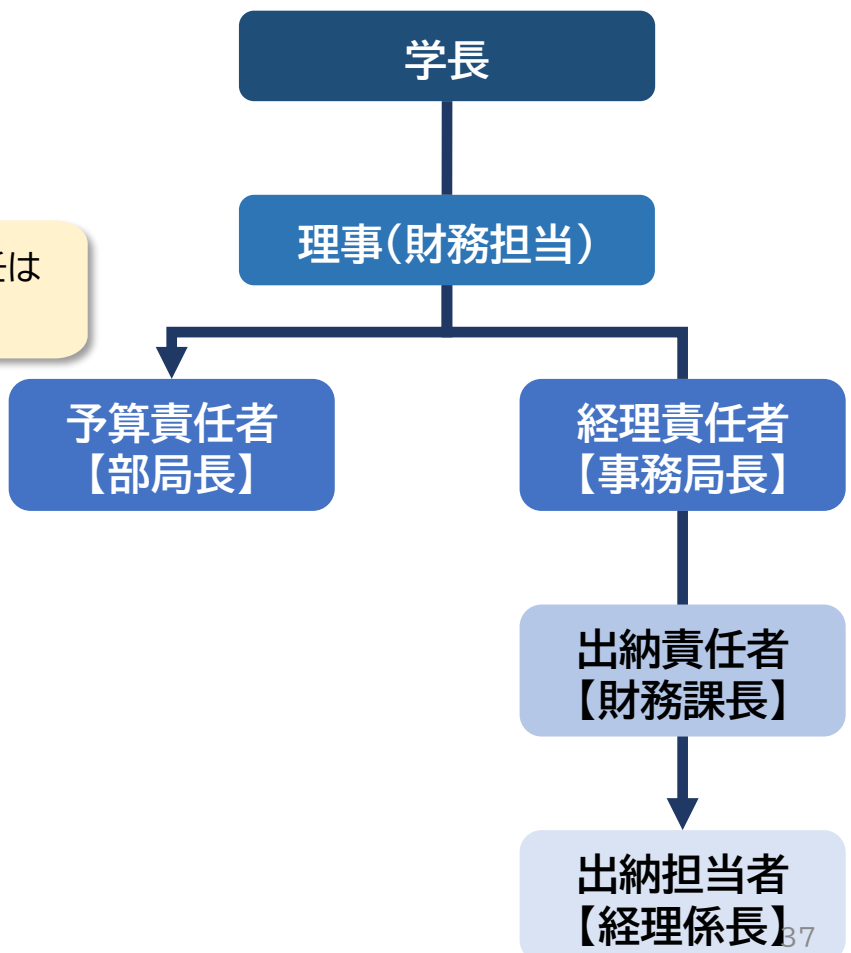 学長
理事(財務担当)
任は
予算責任者
【部局長】
経理責任者
【事務局長】
出納責任者
【財務課長】
出納担当者
【経理係長】
37